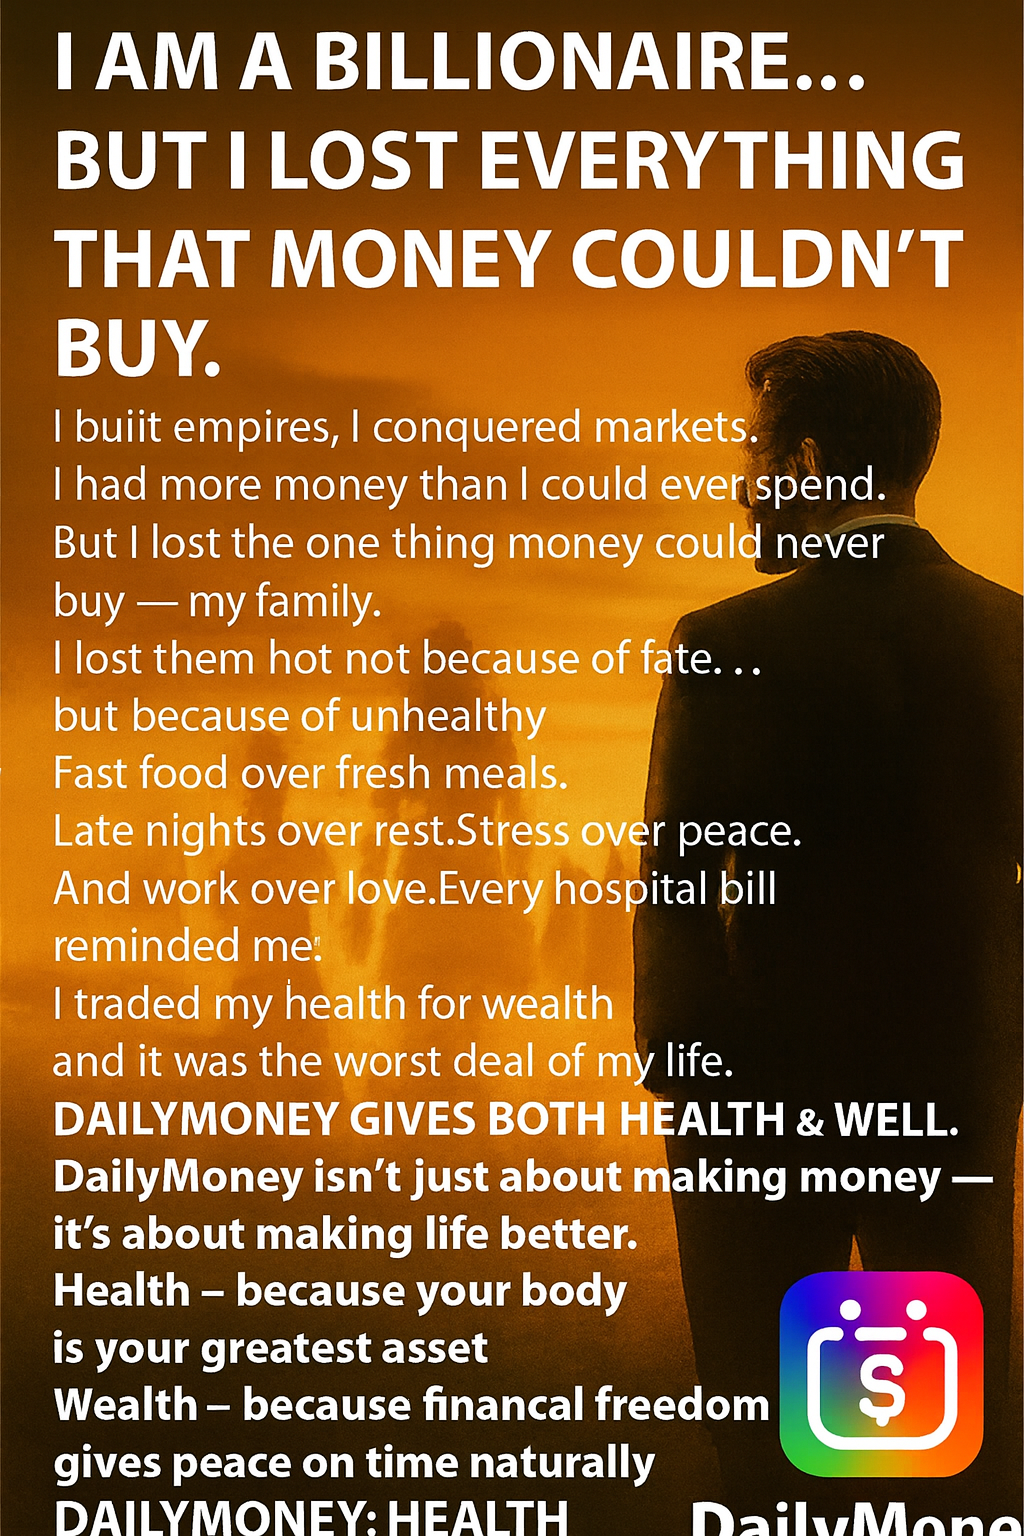 I AM A BILLIONAIRE...
BUT I LOST EVERYTHING
THAT MONEY COULDN'T
BUY.
I buiit empires, I conquered markets.
I had more money than I could ever spend.
But I lost the one thing money could never
buy — my family.
I lost them hot not because of fate...
but because of unhealthy
Fast food over fresh meals.
Late nights over rest.Stress over peace.
And work over love.Every hospital bill
reminded me:
I traded my health for wealth
and it was the worst deal of my life.
DAILYMONEY GIVES BOTH HEALTH & WELL.
DailyMoney isn't just about making money —
it's about making life better.
Health – because your body
is your greatest asset
Wealth – because financal freedom
gives peace on time naturally
DAILYMONEY: HEALTH
DailyMone
$